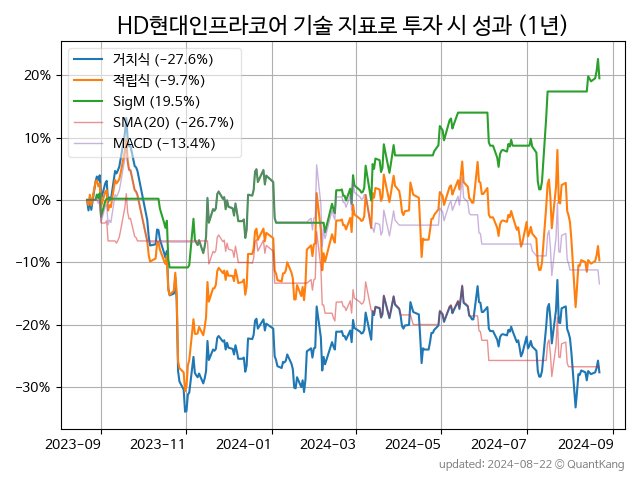 HD현대인프라코어 기술 지표로 투자 시 성과 (1년)
거치식 (−27.6%)
적립식 (−9.7%)
SigM (19.5%)
SMA(20) (−26.7%)
MACD (−13.4%)
20%
10%
0%
−10%
−20%
−30%
2023−09 2023−11 2024−01 2024−03 2024−05 2024−07 2024−09
updated: 2024-08-22 © QuantKang